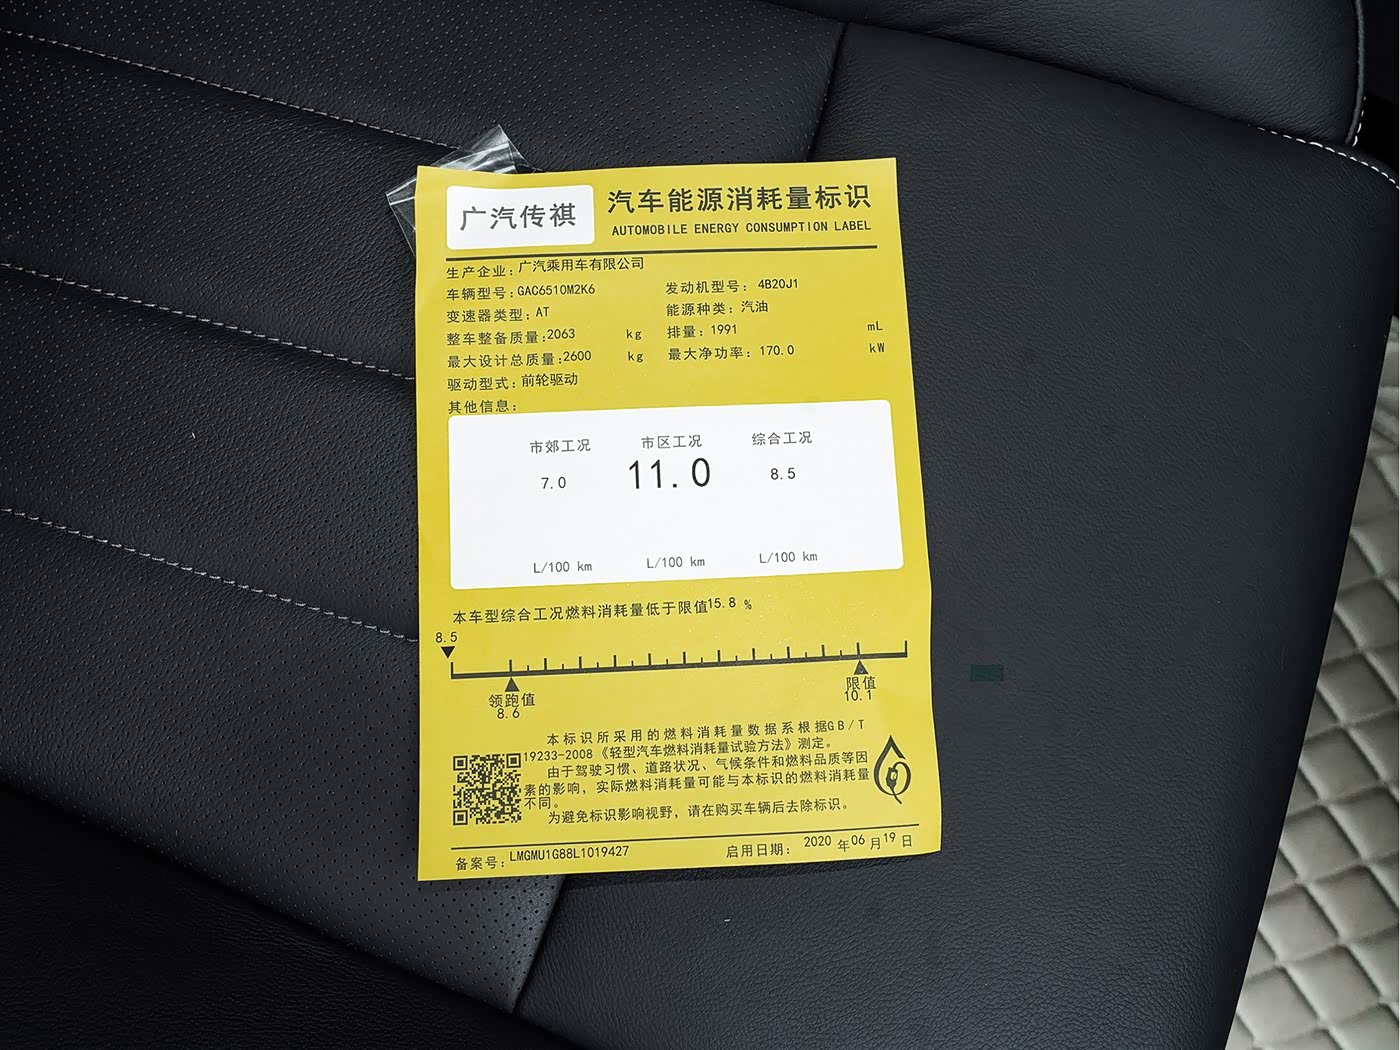 广汽传祺
汽车能源消耗量标识
AUTOMOBILE ENERGY CONSUMPTION LABEL
生产企业:广汽乘用车有限公司
车辆型号:GAC6510M2K6 发动机型号: 4B20J1
变速器类型:AT 能源种类: 汽油
整车整备质量:2063 kg 排量:1991 mL
最大设计总质量:2600 kg 最大净功率: 170.0 kW
驱动型式:前轮驱动
其他信息:
市郊工况 市区工况 综合工况
7.0 11.0 8.5
L/100 km L/100 km L/100 km
本车型综合工况燃料消耗量低于限值15.8 %
8.5
领跑值 限值
8.6 10.1
本标识所采用的燃料消耗量数据系根据GB/T
19233-2008《轻型汽车燃料消耗量试验方法》测定。
由于驾驶习惯、道路状况、气候条件和燃料品质等因
素的影响,实际燃料消耗量可能与本标识的燃料消耗量
不同。
为避免标识影响视野,请在购买车辆后去除标识。
备案号:LMGMU1G88L1019427 启用日期: 2020 年06 月19 日